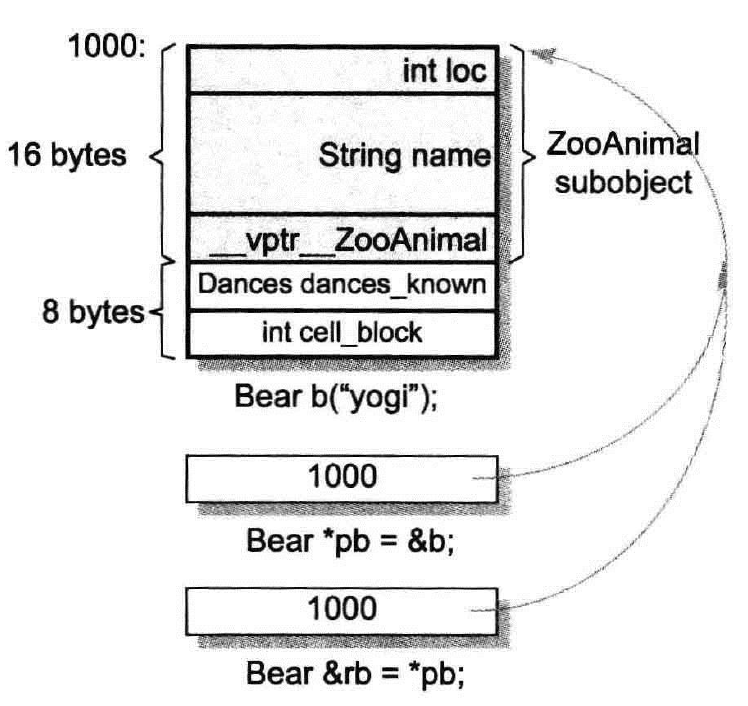 1000:
int loc
16 bytes
String name
ZooAnimal
subobject
__vptr__ZooAnimal
Dances dances_known
8 bytes
int cell_block
Bear b(“yogi”);
1000
Bear *pb = &b;
1000
Bear &rb = *pb;